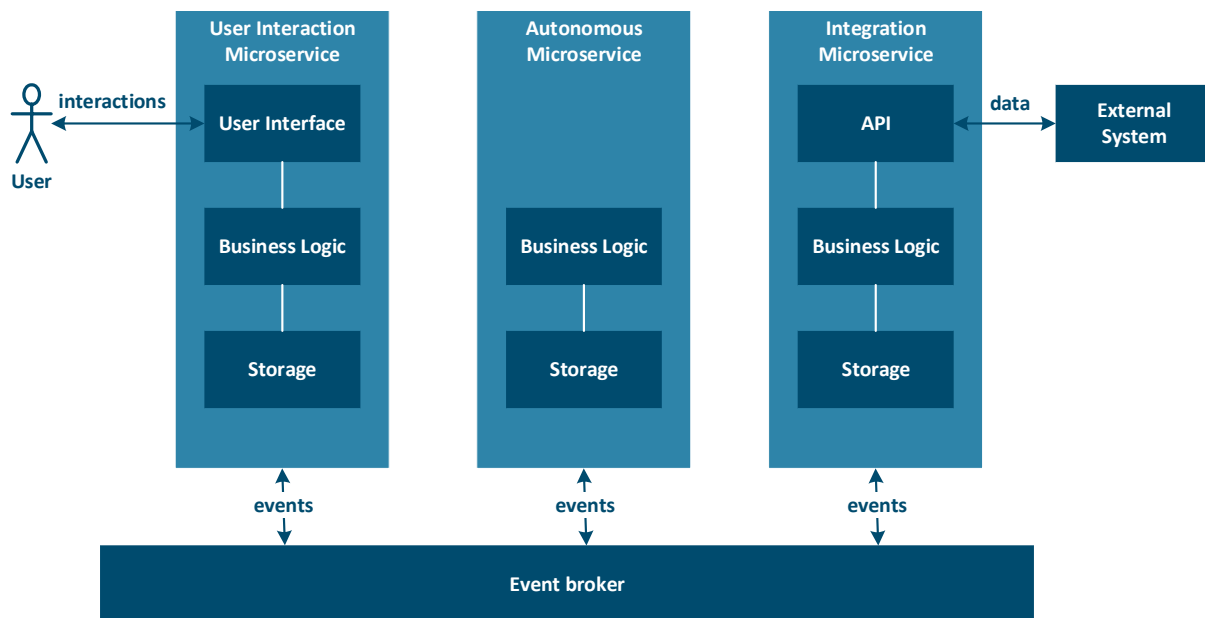 User Interaction
Microservice
Autonomous
Microservice
Integration
Microservice
interactions
User Interface
API
data
External
System
User
Business Logic
Business Logic
Business Logic
Storage
Storage
Storage
events
events
events
Event broker